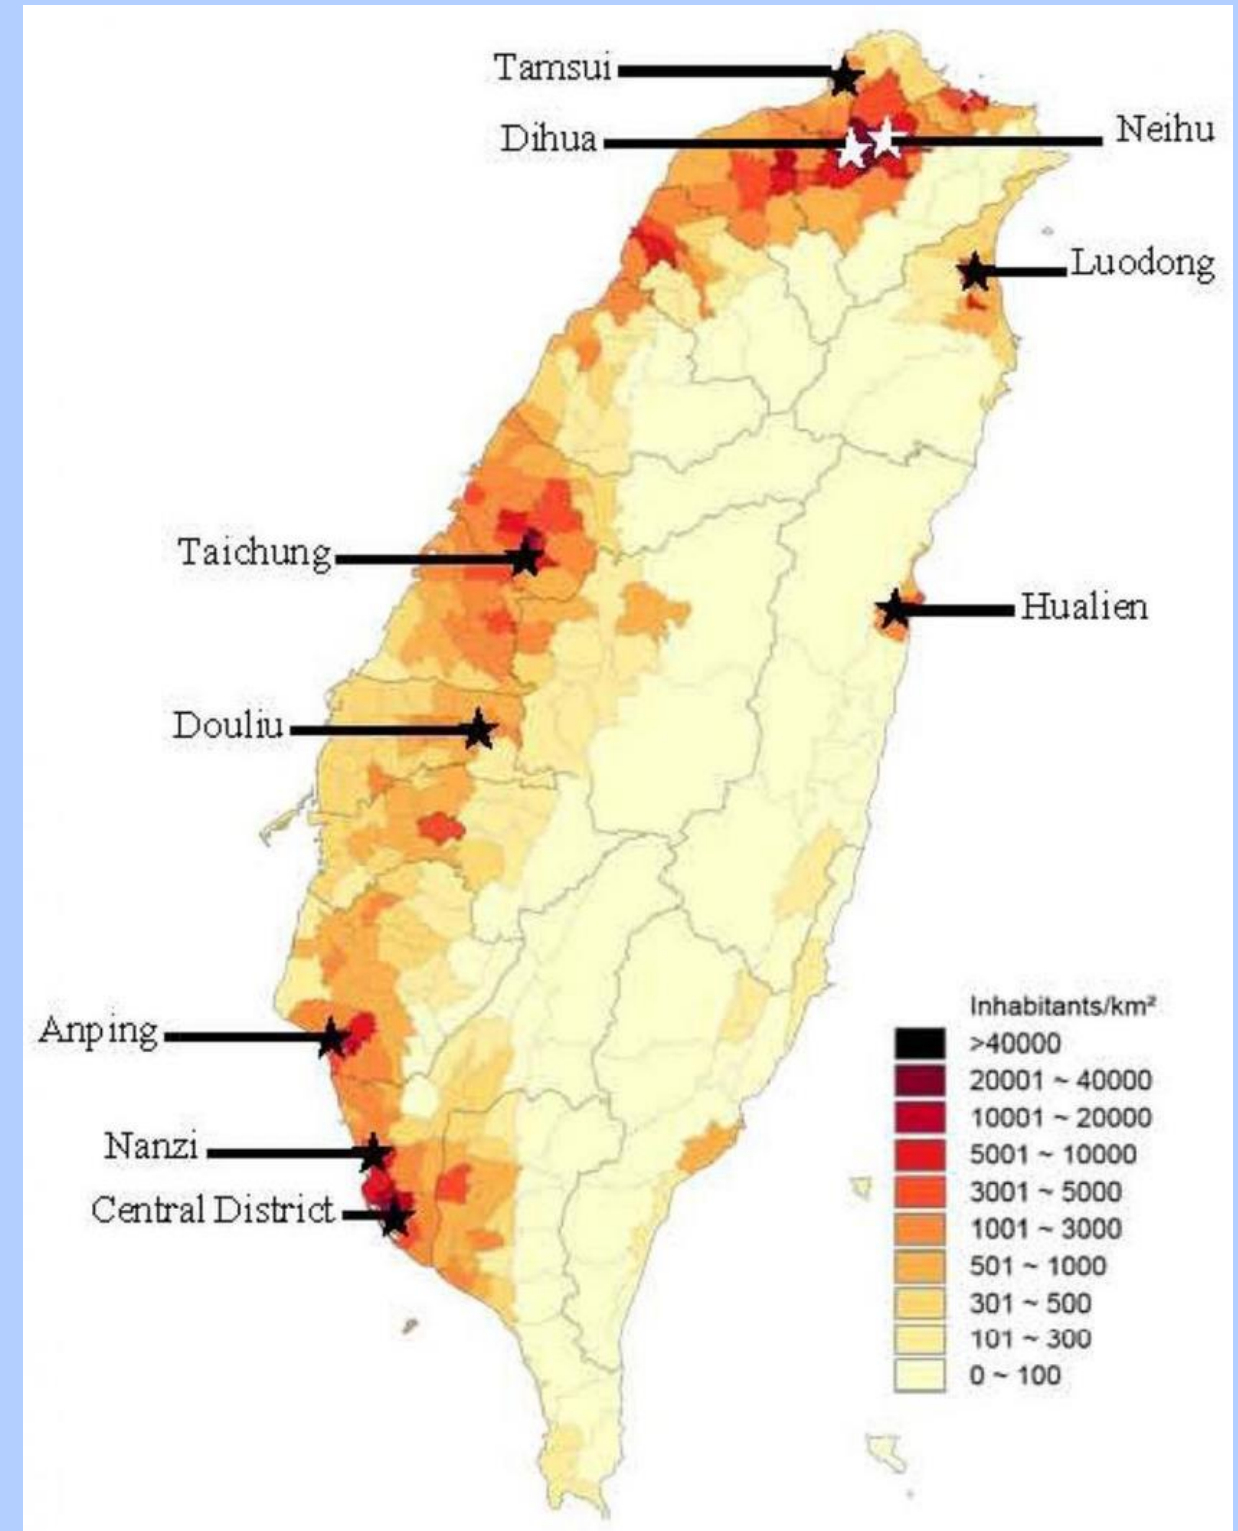 Tamsui
Dihua
Neihu
Luodong
Taichung
Hualien
Douliu
Anping
Nanzi
Central District
Inhabitants/km²
>40000
20001 ~ 40000
10001 ~ 20000
5001 ~ 10000
3001 ~ 5000
1001 ~ 3000
501 ~ 1000
301 ~ 500
101 ~ 300
0 ~ 100